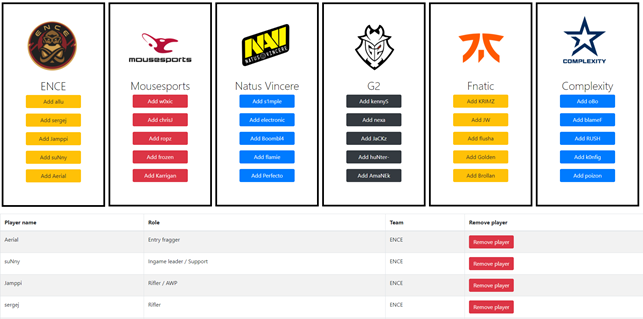 ENCE
mousesports
NAVI
NATUS VINCERE
COMPLEXITY
ENCE
Mousesports
Natus Vincere
G2
Fnatic
Complexity
Add allu
Add w0xic
Add s1mple
Add kennyS
Add KRIMZ
Add oBo
Add sergej
Add chrisJ
Add electronic
Add nexa
Add JW
Add blameF
Add Jamppi
Add ropz
Add Boombl4
Add JaCKz
Add flusha
Add RUSH
Add suNny
Add frozen
Add flamie
Add huNter-
Add Golden
Add k0nfig
Add Aerial
Add Karrigan
Add Perfecto
Add AmaNEk
Add Brollan
Add poizon
Player name Role Team Remove player
Aerial Entry fragger ENCE Remove player
suNny Ingame leader / Support ENCE Remove player
Jamppi Rifler / AWP ENCE Remove player
sergej Rifler ENCE Remove player